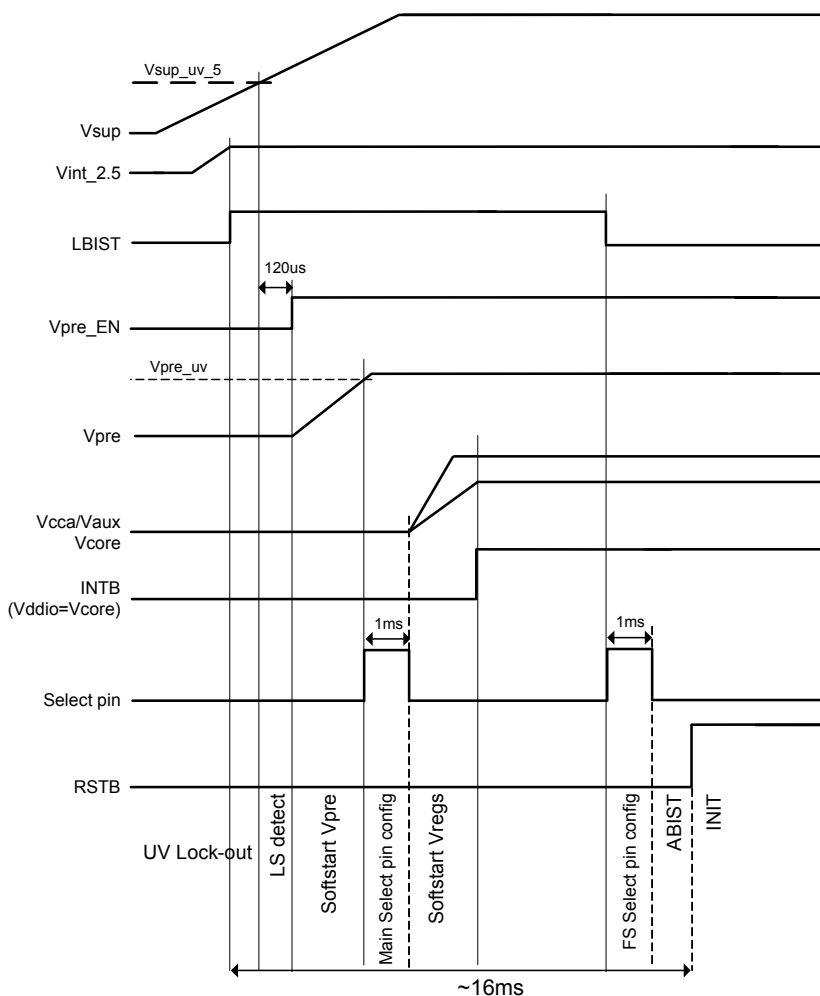 Vsup_uv_5
Vsup
Vint_2.5
LBIST
120us
Vpre_EN
Vpre_uv
Vpre
Vcca/Vaux
Vcore
INTB
(Vddio=Vcore)
1ms
1ms
Select pin
RSTB
UV Lock-out
LS detect
Softstart Vpre
Main Select pin config
Softstart Vregs
FS Select pin config
ABIST
INIT
~16ms